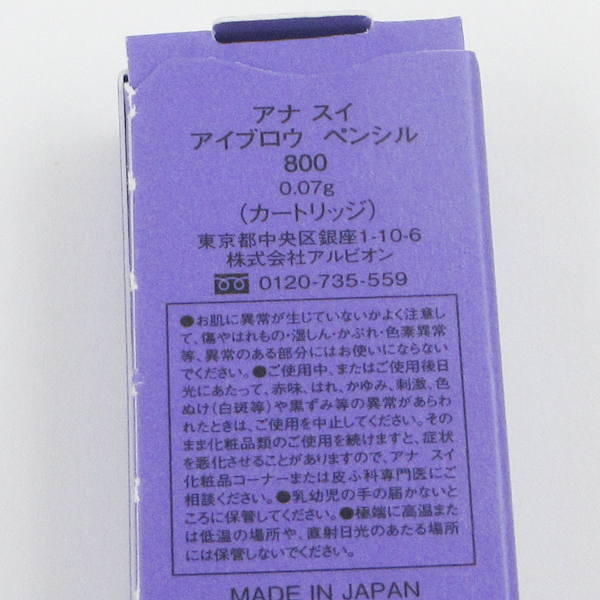 アナ スイ
アイブロウ ペンシル
800
0.07g
（カートリッジ）
東京都中央区銀座1-10-6
株式会社アルビオン
0120-735-559
●お肌に異常が生じていないかよく注意し
て、傷やはれもの・湿しん・かぶれ・色素異常
等、異常のある部分にはお使いにならない
でください。●ご使用中、またはご使用後日
光にあたって、赤味、はれ、かゆみ、刺激、色
ぬけ（白斑等）や黒ずみ等の異常があらわ
れたときは、ご使用を中止してください。その
まま化粧品類のご使用を続けますと、症状
を悪化させることがありますので、アナ スイ
化粧品コーナーまたは皮ふ科専門医にご
相談ください。●乳幼児の手の届かないと
ころに保管してください。●極端に高温また
は低温の場所や、直射日光のあたる場所
には保管しないでください。
MADE IN JAPAN